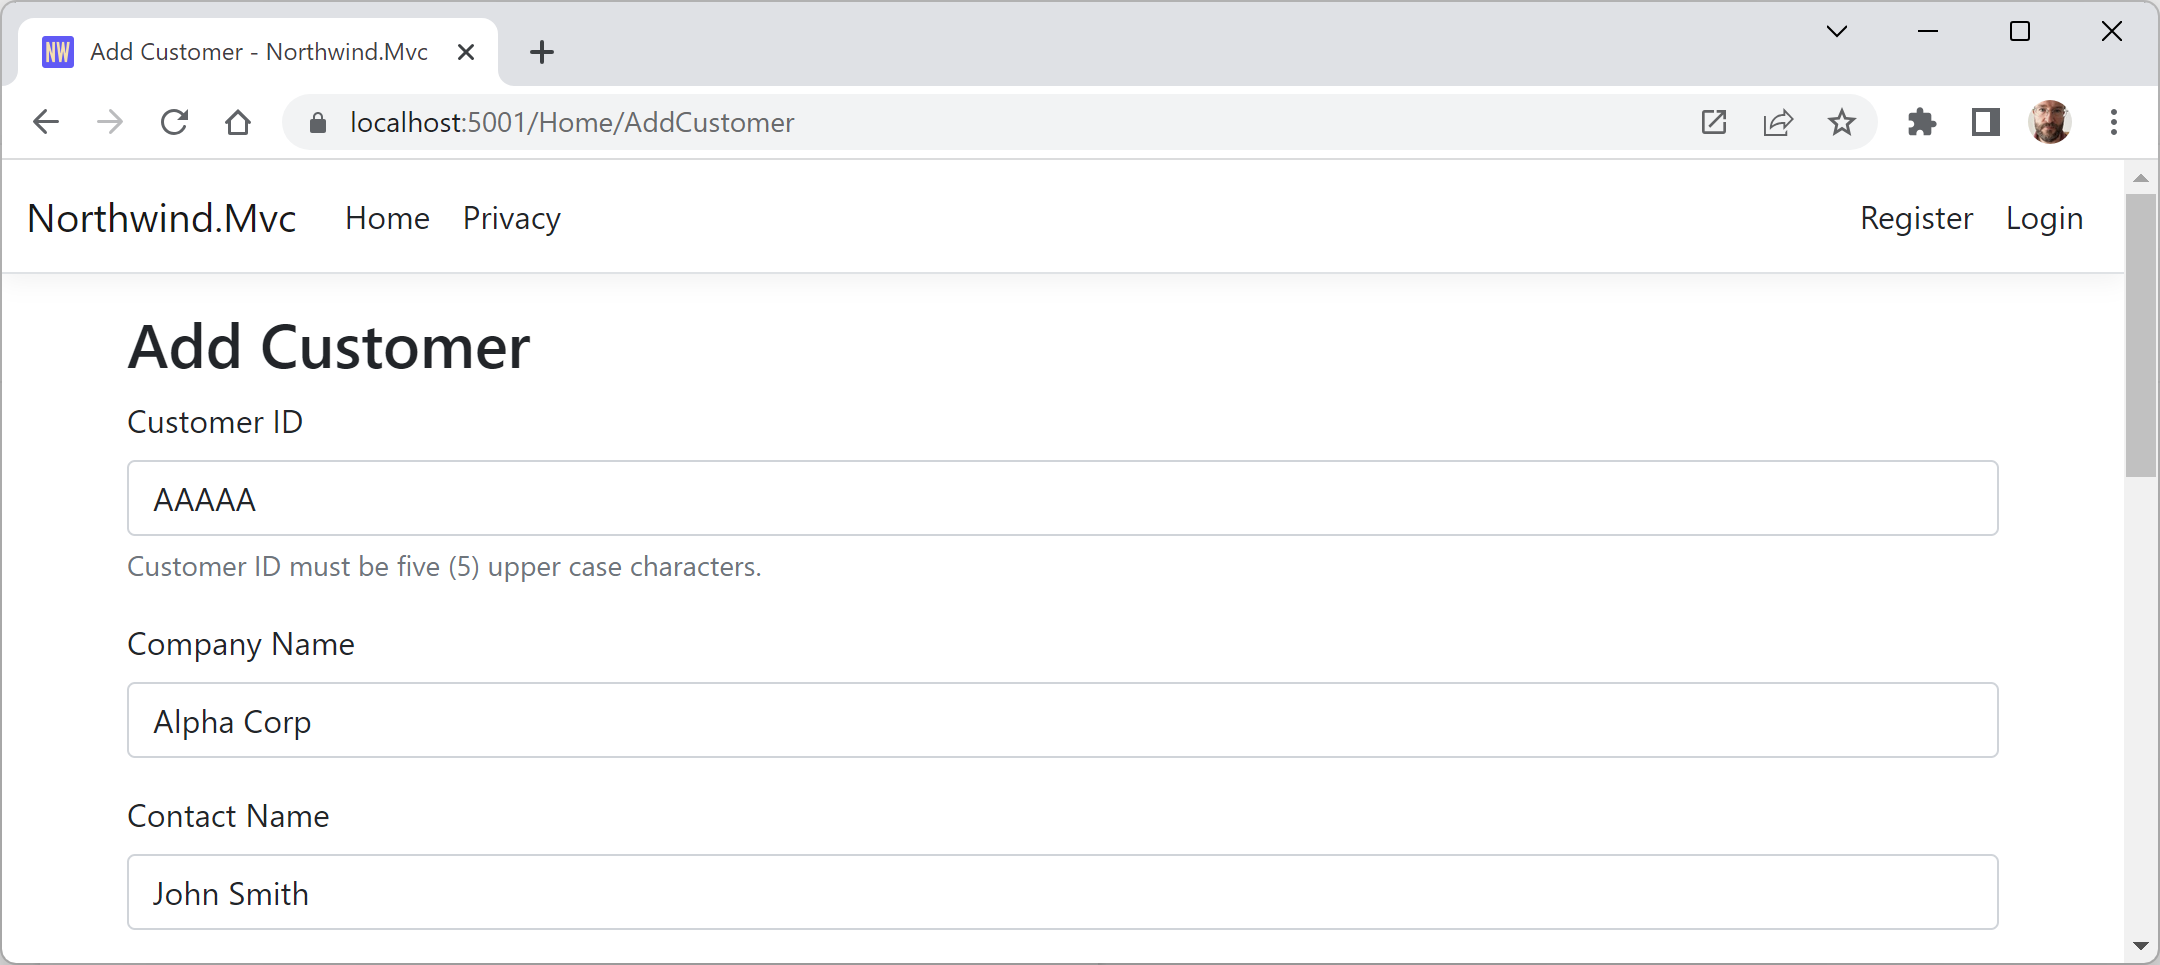 NW Add Customer - Northwind.Mvc
localhost:5001/Home/AddCustomer
Northwind.Mvc Home Privacy Register Login
Add Customer
Customer ID
AAAAA
Customer ID must be five (5) upper case characters.
Company Name
Alpha Corp
Contact Name
John Smith